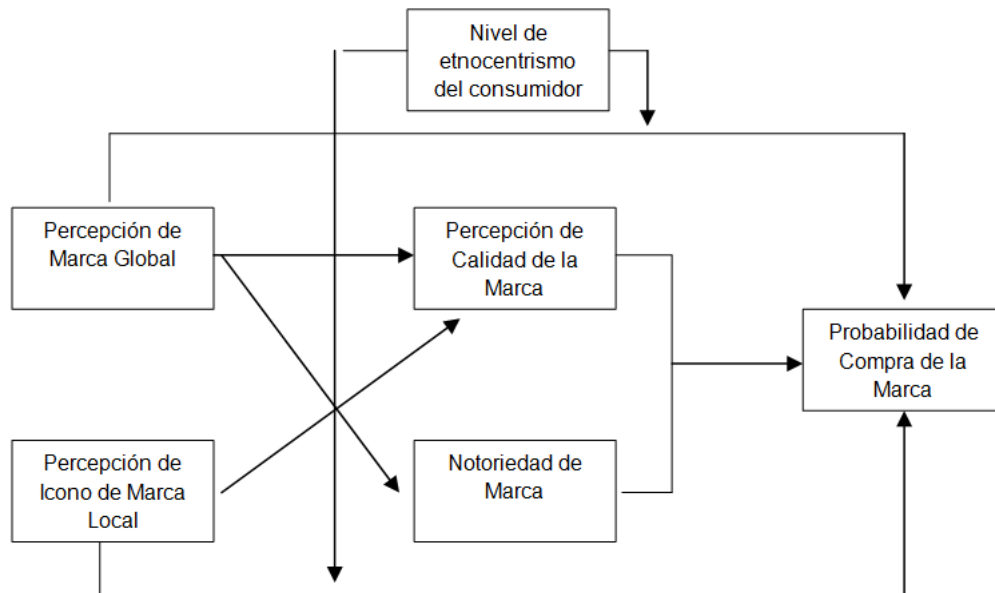 Nivel de
etnocentrismo
del consumidor
Percepción de
Marca Global
Percepción de
Calidad de la
Marca
Probabilidad de
Compra de la
Marca
Percepción de
Icono de Marca
Local
Notoriedad de
Marca